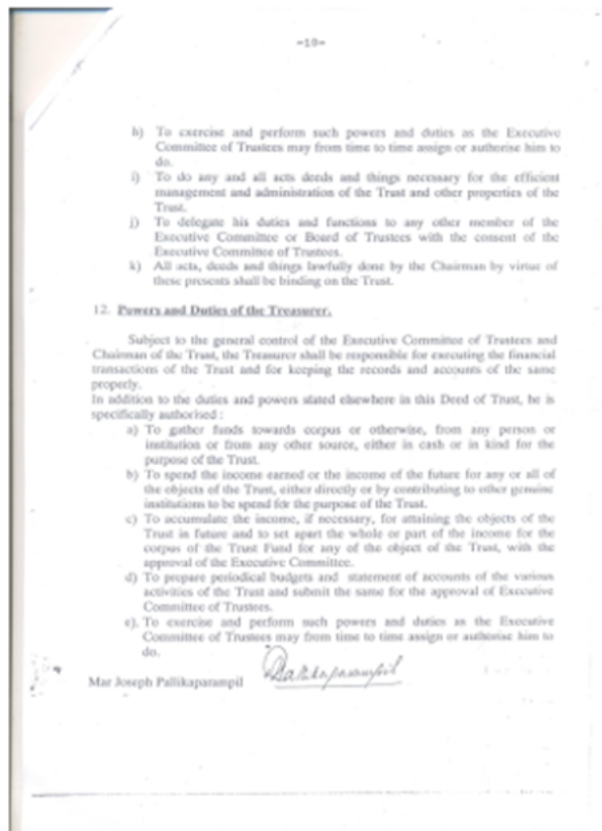 -10-
h) To exercise and perform such powers and duties as the Executive
Committee of Trustees may from time to time assign or authorise him to
do.
i) To do any and all acts deeds and things necessary for the efficient
management and administration of the Trust and other properties of the
Trust.
j) To delegate his duties and functions to any other member of the
Executive Committee or Board of Trustees with the consent of the
Executive Committee of Trustees.
k) All acts, deeds and things lawfully done by the Chairman by virtue of
these presents shall be binding on the Trust.
12. Powers and Duties of the Treasurer.
Subject to the general control of the Executive Committee of Trustees and
Chairman of the Trust, the Treasurer shall be responsible for executing the financial
transactions of the Trust and for keeping the records and accounts of the same
properly.
In addition to the duties and powers stated elsewhere in this Deed of Trust, he is
specifically authorised :
a) To gather funds towards corpus or otherwise, from any person or
institution or from any other source, either in cash or in kind for the
purpose of the Trust.
b) To spend the income earned or the income of the future for any or all of
the objects of the Trust, either directly or by contributing to other genuine
institutions to be spend for the purpose of the Trust.
c) To accumulate the income, if necessary, for attaining the objects of the
Trust in future and to set apart the whole or part of the income for the
corpus of the Trust Fund for any of the object of the Trust, with the
approval of the Executive Committee.
d) To prepare periodical budgets and statement of accounts of the various
activities of the Trust and submit the same for the approval of Executive
Committee of Trustees.
e). To exercise and perform such powers and duties as the Executive
Committee of Trustees may from time to time assign or authorise him to
do.
Mar Joseph Pallikaparampil Pallikaparampil